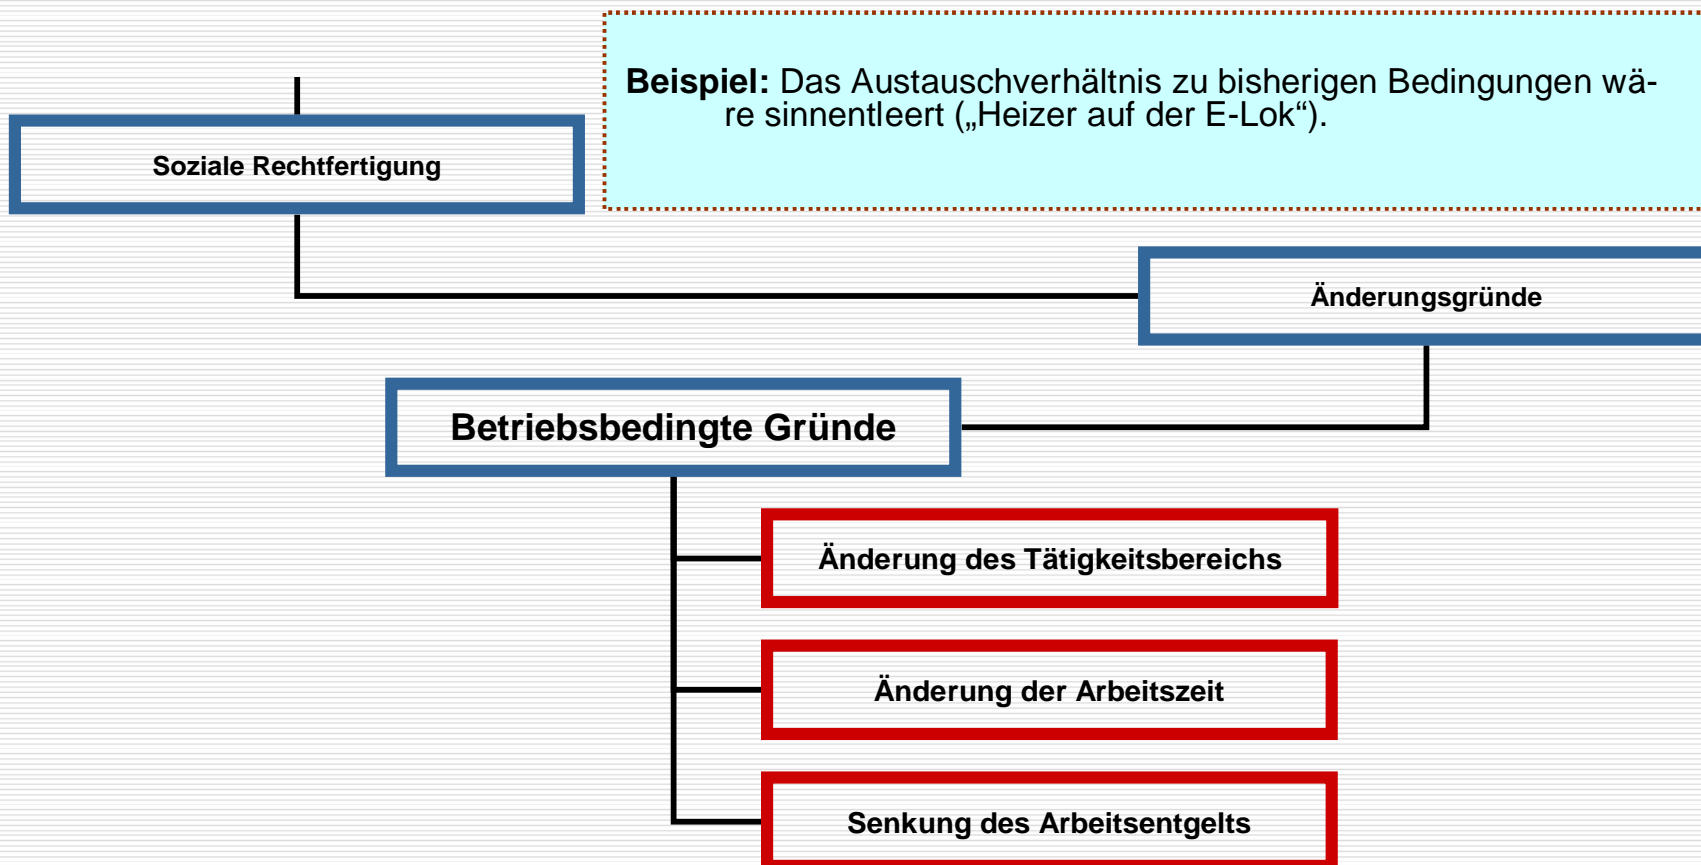 Beispiel: Das Austauschverhältnis zu bisherigen Bedingungen wä-
re sinnentleert („Heizer auf der E-Lok“).
Soziale Rechtfertigung
Änderungsgründe
Betriebsbedingte Gründe
Änderung des Tätigkeitsbereichs
Änderung der Arbeitszeit
Senkung des Arbeitsentgelts